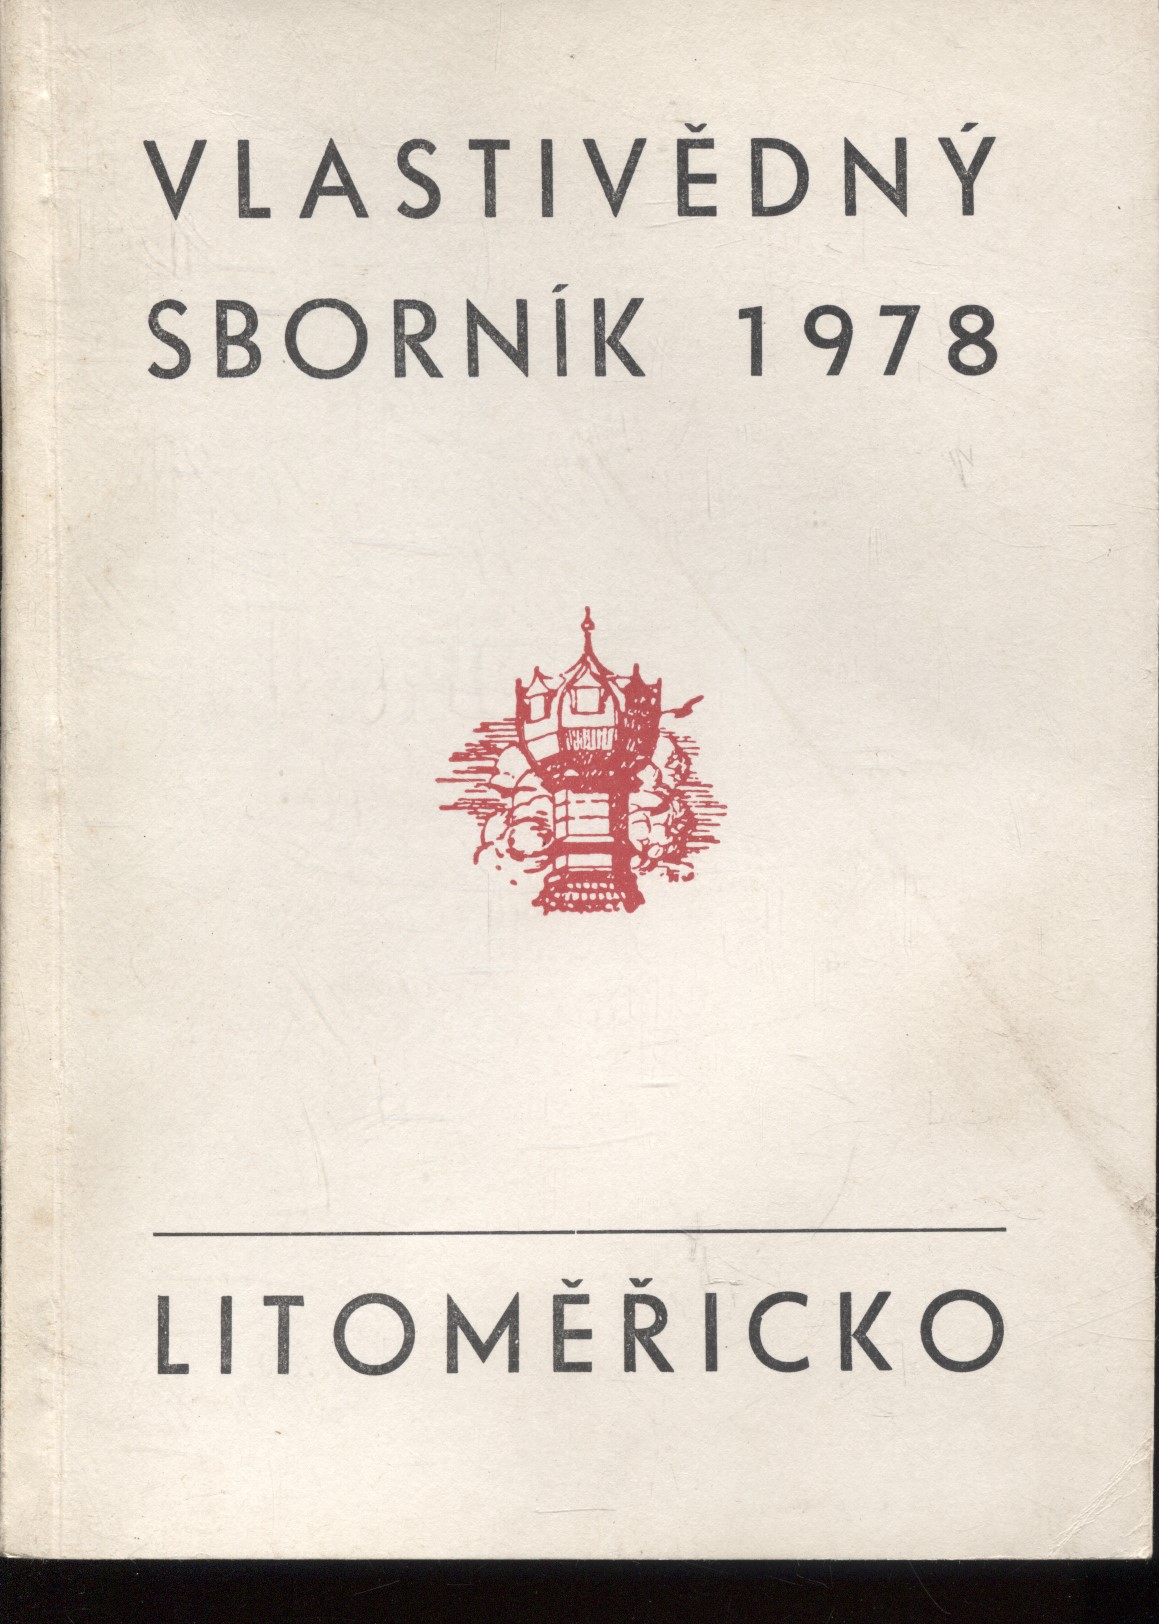 VLASTIVĚDNÝ
SBORNÍK 1978
LITOMĚŘICKO